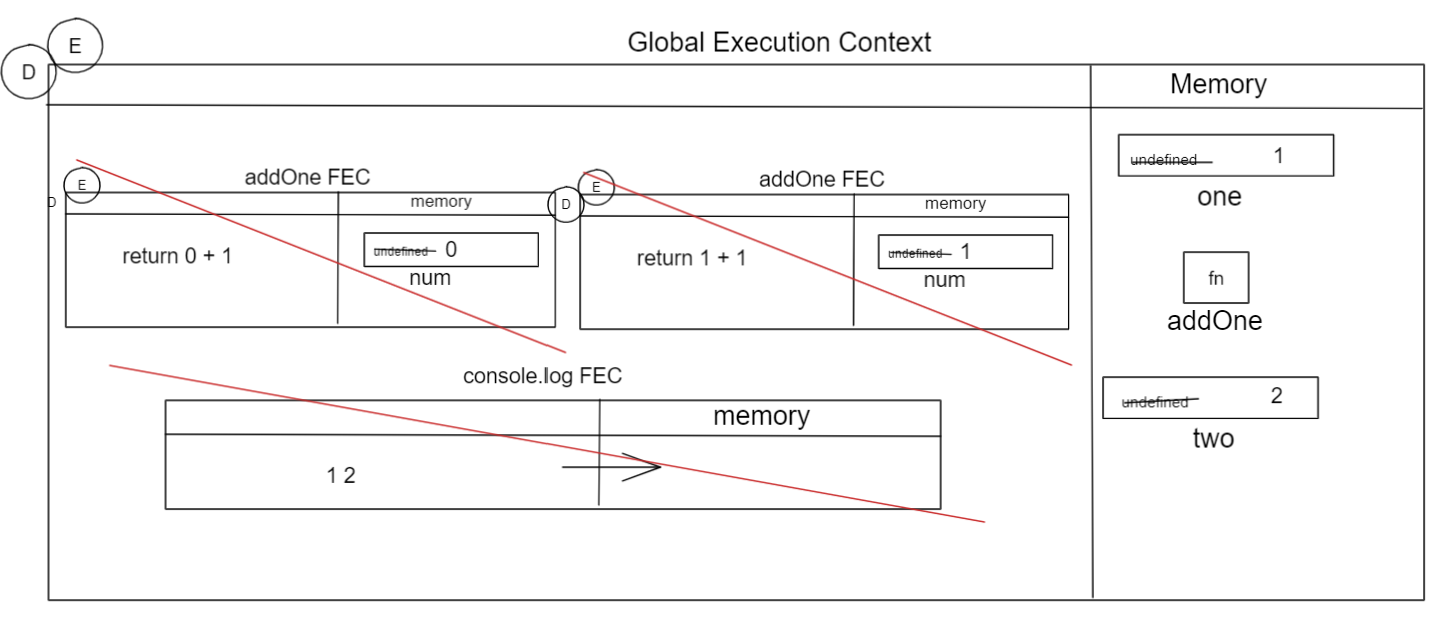 Global Execution Context
E
D
Memory
undefined 1
one
fn
addOne
undefined 2
two
addOne FEC
E
D
memory
return 0 + 1
undefined 0
num
addOne FEC
E
D
memory
return 1 + 1
undefined 1
num
console.log FEC
memory
1 2